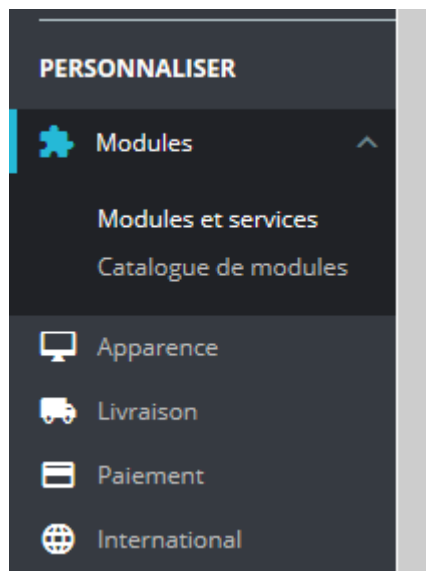 PERSONNALISER
Modules
Modules et services
Catalogue de modules
Apparence
Livraison
Paiement
International